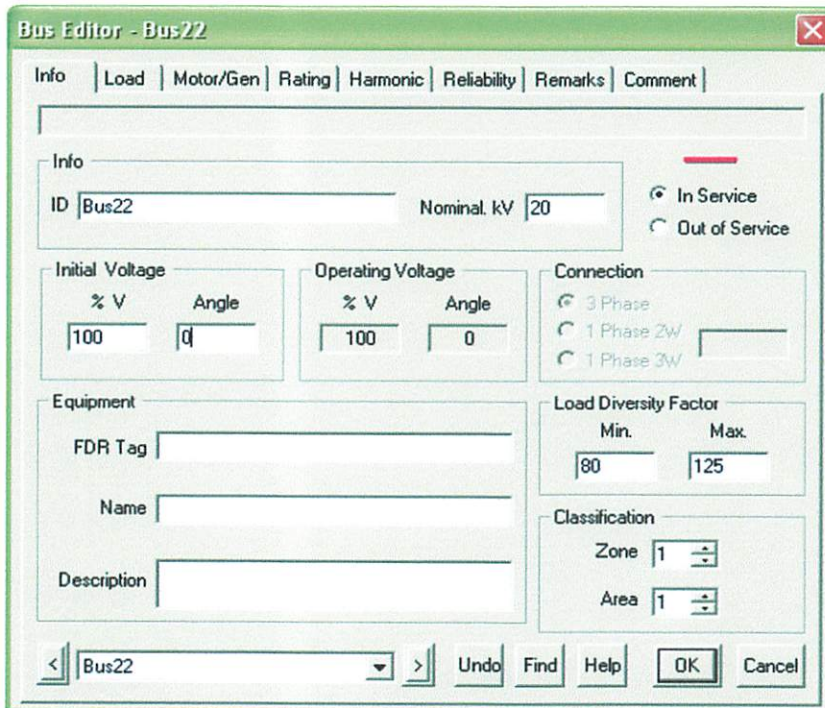 Bus Editor - Bus22
Info Load Motor/Gen Rating Harmonic Reliability Remarks Comment
Info
ID Bus22 Nominal. kV 20
In Service
Out of Service
Initial Voltage
% V Angle
100 0
Operating Voltage
% V Angle
100 0
Connection
3 Phase
1 Phase 2W
1 Phase 3W
Equipment
FDR Tag
Name
Description
Load Diversity Factor
Min. Max.
80 125
Classification
Zone 1
Area 1
< Bus22 > Undo Find Help OK Cancel